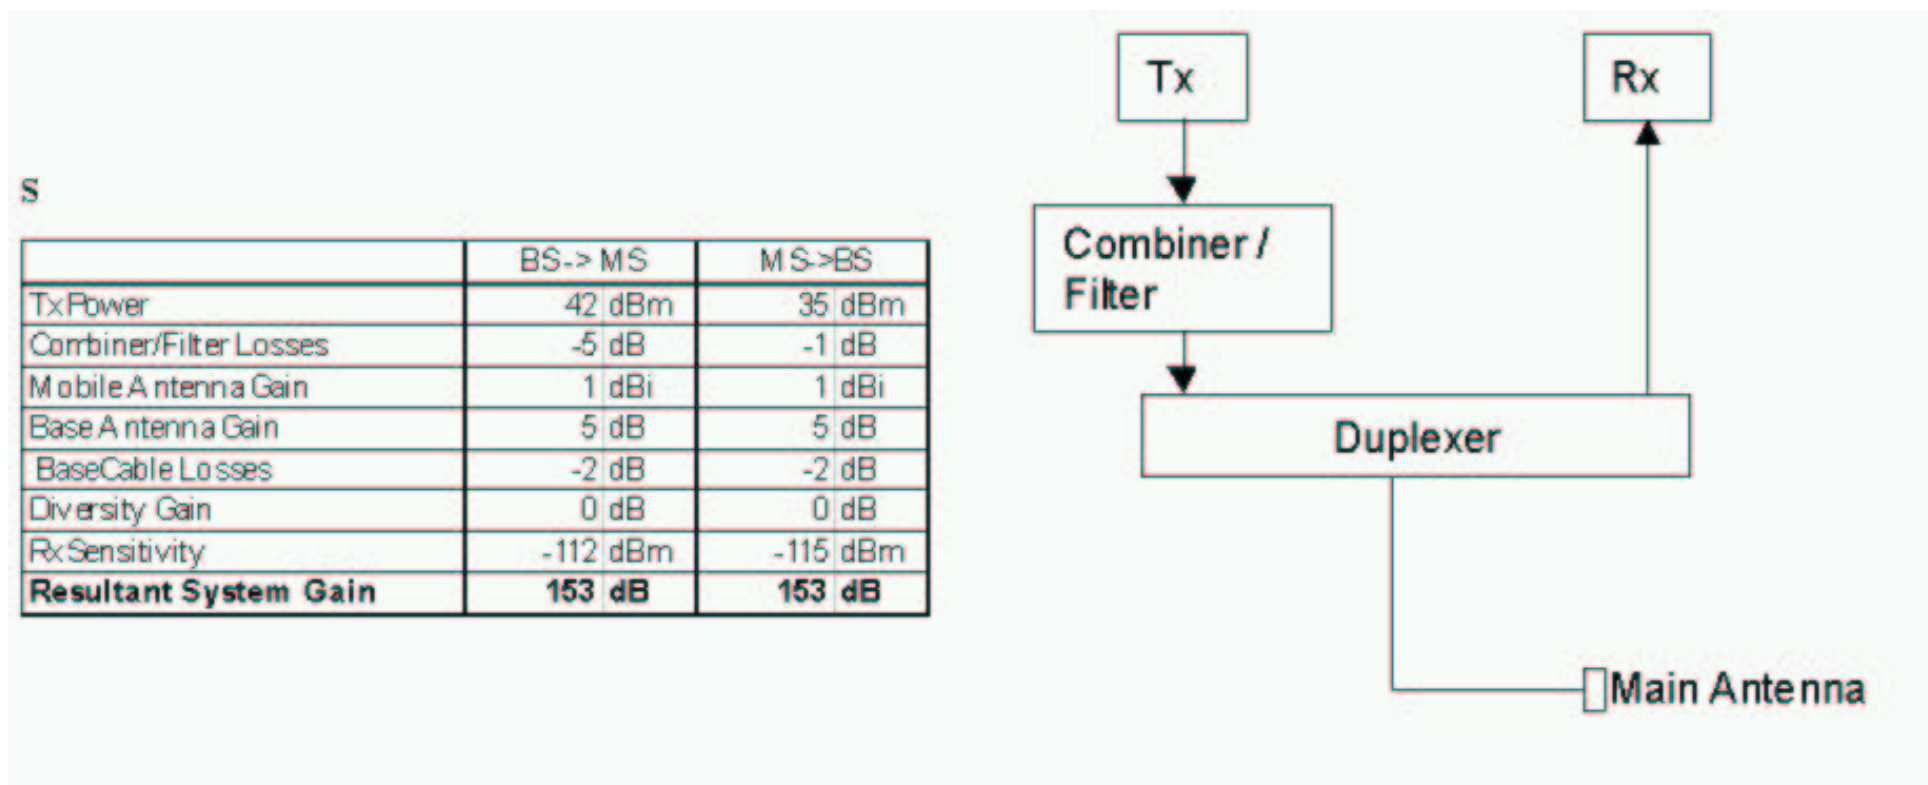 S
BS-> MS MS->BS
Tx Power 42 dBm 35 dBm
Combiner/Filter Losses -5 dB -1 dB
Mobile Antenna Gain 1 dBi 1 dBi
Base Antenna Gain 5 dB 5 dB
BaseCable Losses -2 dB -2 dB
Diversity Gain 0 dB 0 dB
Rx Sensitivity -112 dBm -115 dBm
Resultant System Gain 153 dB 153 dB
Tx
Rx
Combiner /
Filter
Duplexer
Main Antenna